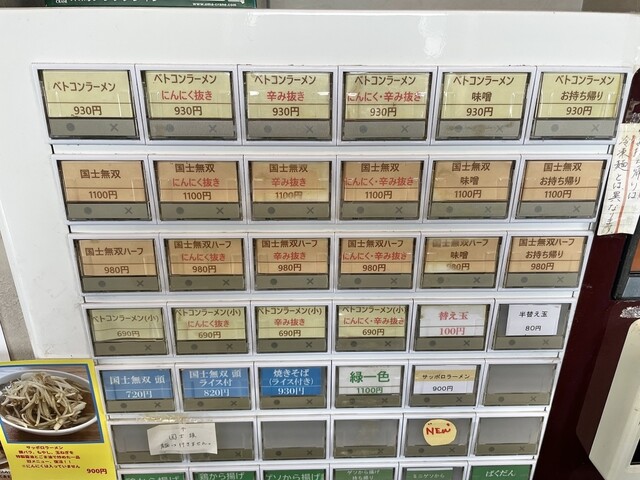 ベトコンラーメン
930円
ベトコンラーメン
にんにく抜き
930円
ベトコンラーメン
辛み抜き
930円
ベトコンラーメン
にんにく・辛み抜き
930円
ベトコンラーメン
味噌
930円
ベトコンラーメン
お持ち帰り
930円
国士無双
1100円
国士無双
にんにく抜き
1100円
国士無双
辛み抜き
1100円
国士無双
にんにく・辛み抜き
1100円
国士無双
味噌
1100円
国士無双
お持ち帰り
1100円
国士無双ハーフ
980円
国士無双ハーフ
にんにく抜き
980円
国士無双ハーフ
辛み抜き
980円
国士無双ハーフ
にんにく・辛み抜き
980円
国士無双ハーフ
味噌
980円
国士無双ハーフ
お持ち帰り
980円
ベトコンラーメン(小)
690円
ベトコンラーメン(小)
にんにく抜き
690円
ベトコンラーメン(小)
辛み抜き
690円
ベトコンラーメン(小)
にんにく・辛み抜き
690円
替え玉
100円
半替え玉
80円
国士無双 頭
720円
国士無双 頭
ライス付
820円
焼きそば
(ライス付き)
930円
緑一色
1100円
サッポロラーメン
900円
NEW
サッポロラーメン
900円
鶏から揚げ
ばくだん